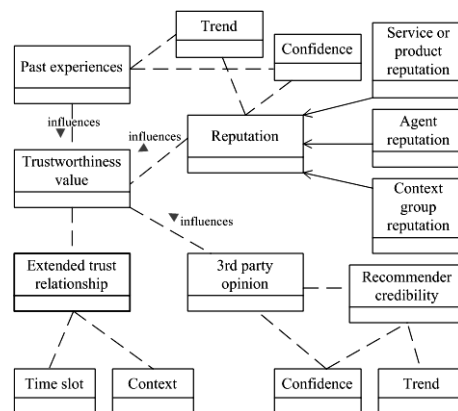 Trend
Service or
product
reputation
Past experiences
Confidence
influences
influences
Reputation
Agent
reputation
Trustworthiness
value
Context
group
reputation
influences
Extended trust
relationship
3rd party
opinion
Recommender
credibility
Time slot
Context
Confidence
Trend